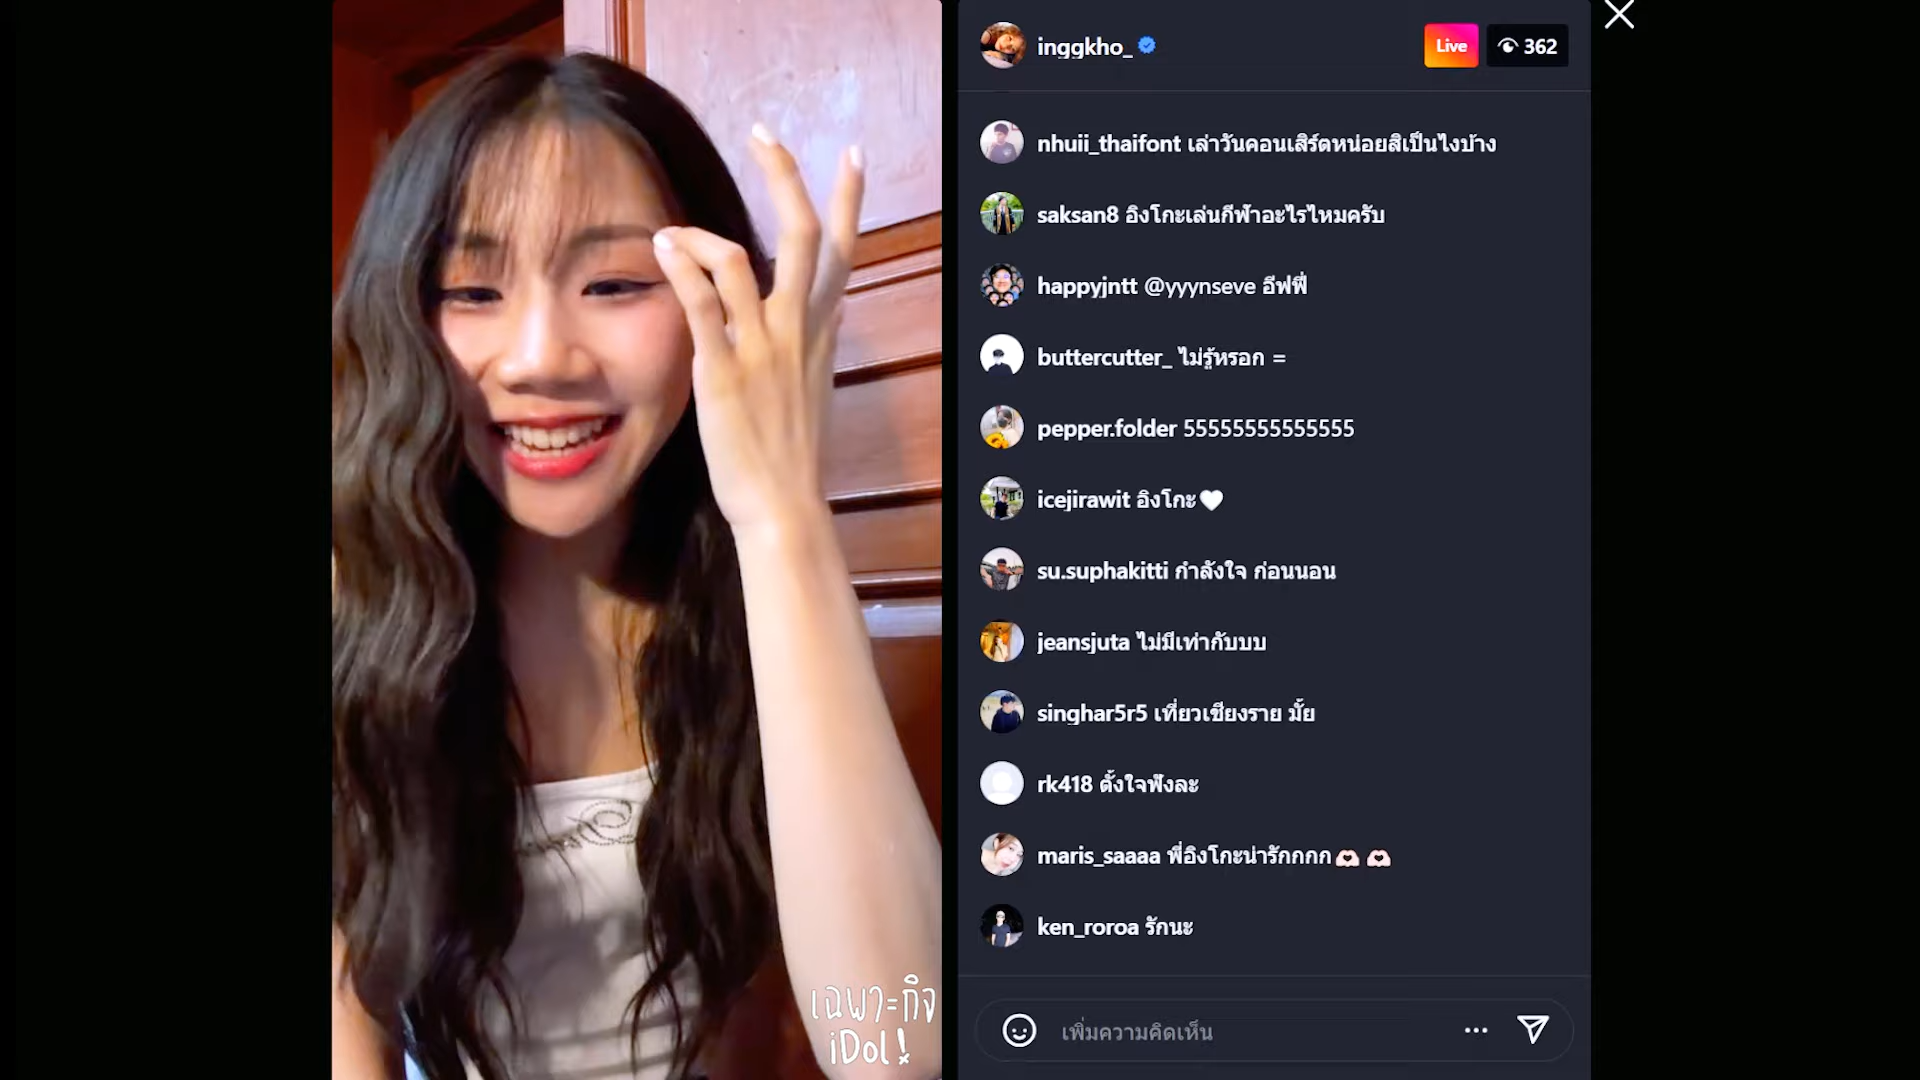 inggkho_
Live
362
nhuii_thaifont เล่าวันคอนเสิร์ตหน่อยสิเป็นไงบ้าง
saksan8 อิงโกะเล่นกีฬาอะไรไหมครับ
happyjntt @yyynseve อีฟฟี่
buttercutter_ ไม่รู้หรอก =
pepper.folder 55555555555555
icejirawit อิงโกะ🤍
su.suphakitti กำลังใจ ก่อนนอน
jeansjuta ไม่มีเท่ากับบบ
singhar5r5 เที่ยวเชียงราย มั้ย
rk418 ตั้งใจฟังละ
maris_saaaa พี่อิงโกะน่ารักกกก🫶🏻 🫶🏻
ken_roroa รักนะ
เพิ่มความคิดเห็น
เฉพาะกิจ
iDol!